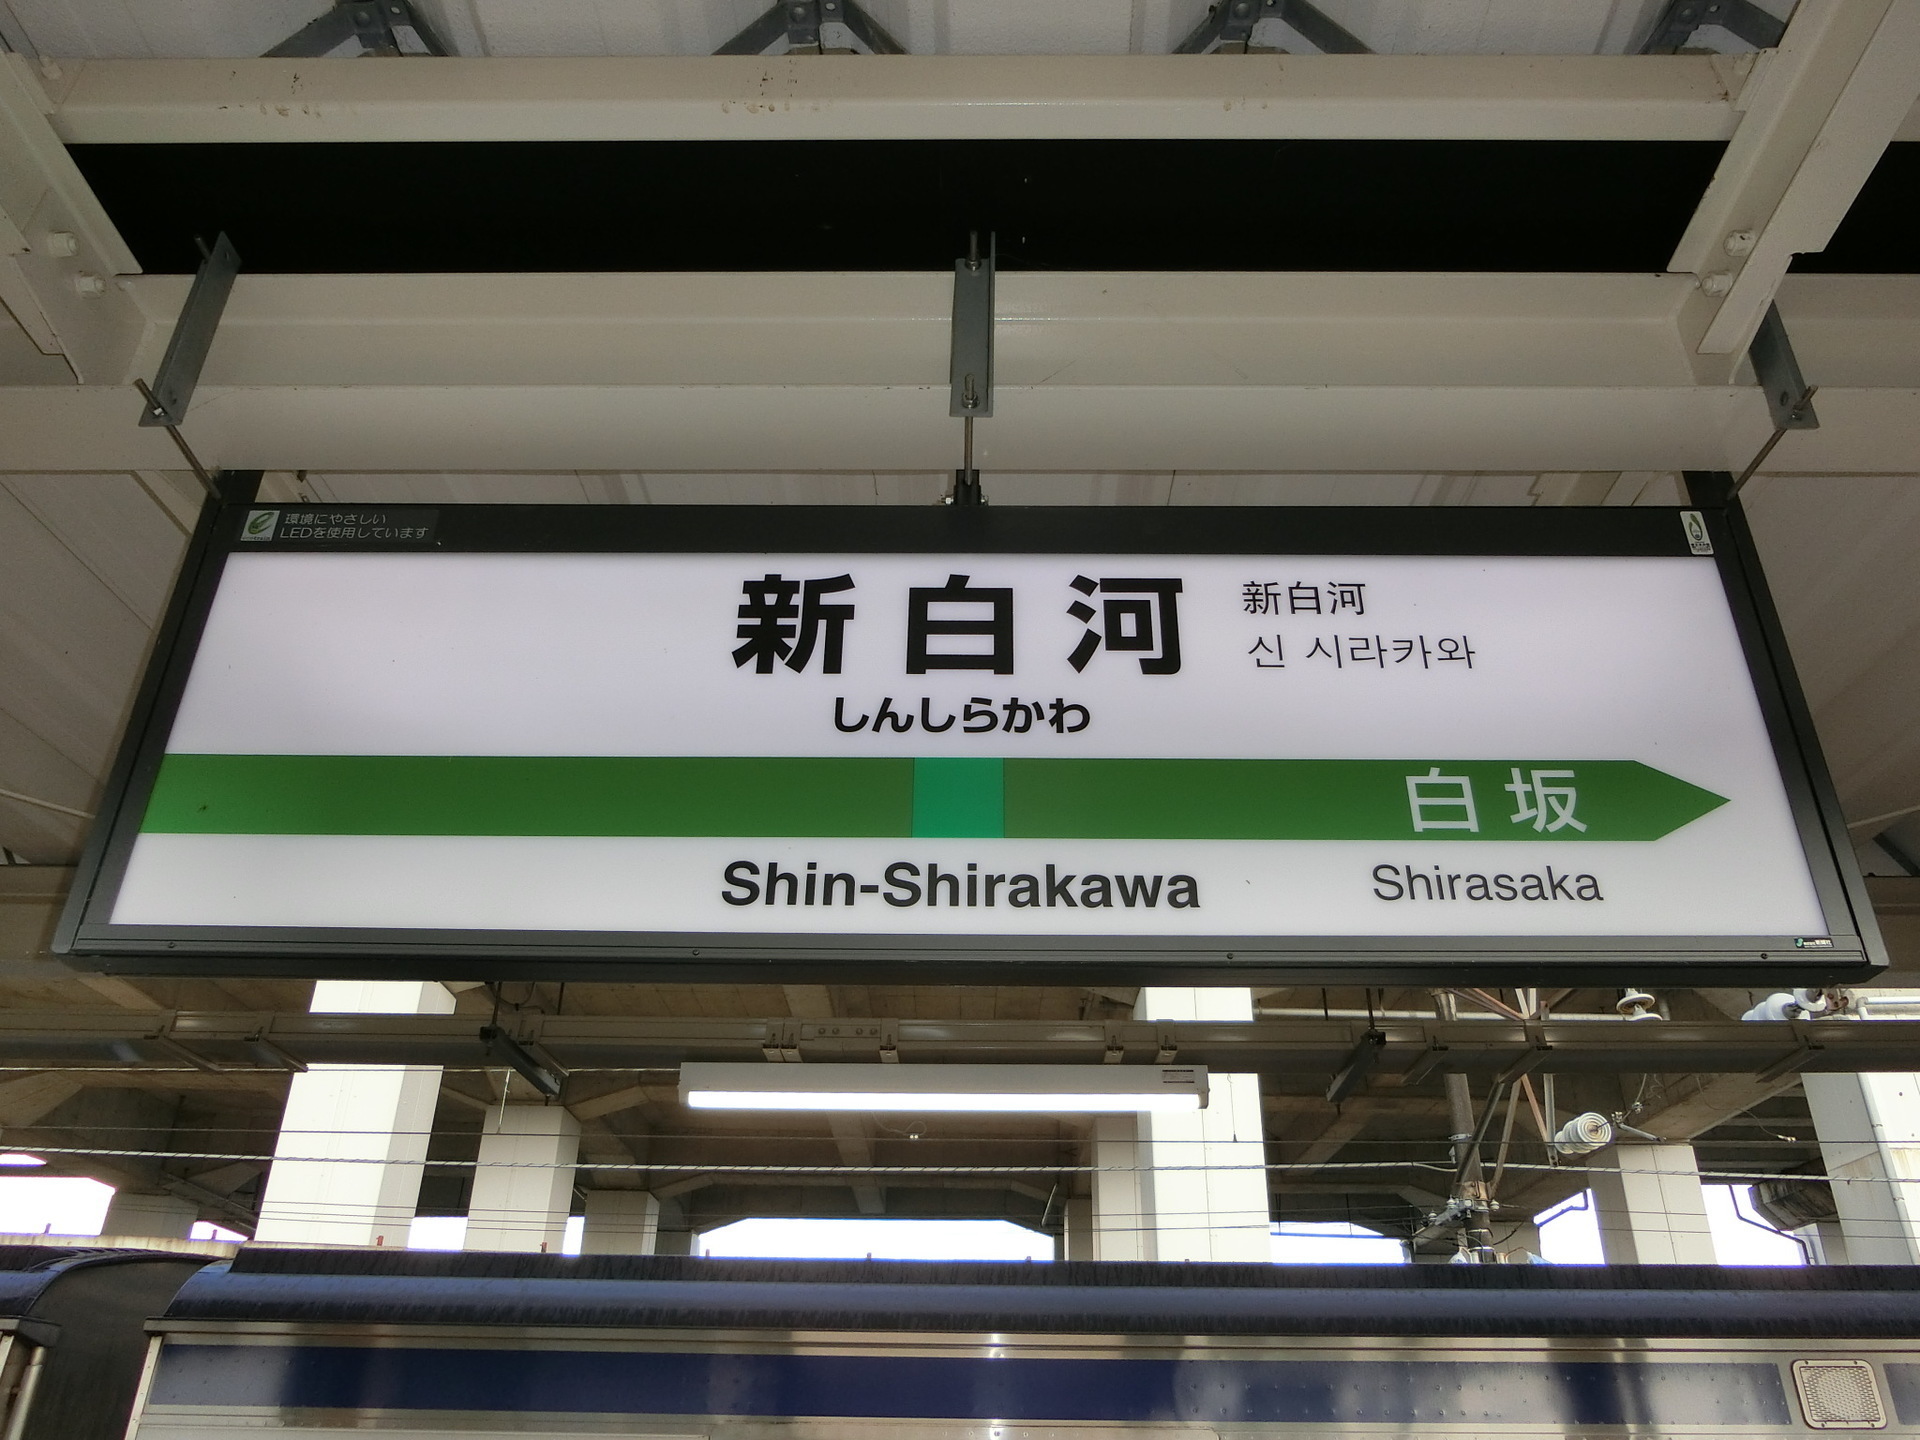 環境にやさしい
LEDを使用しています
新白河
新白河
신 시라카와
しんしらかわ
白坂
Shin-Shirakawa
Shirasaka